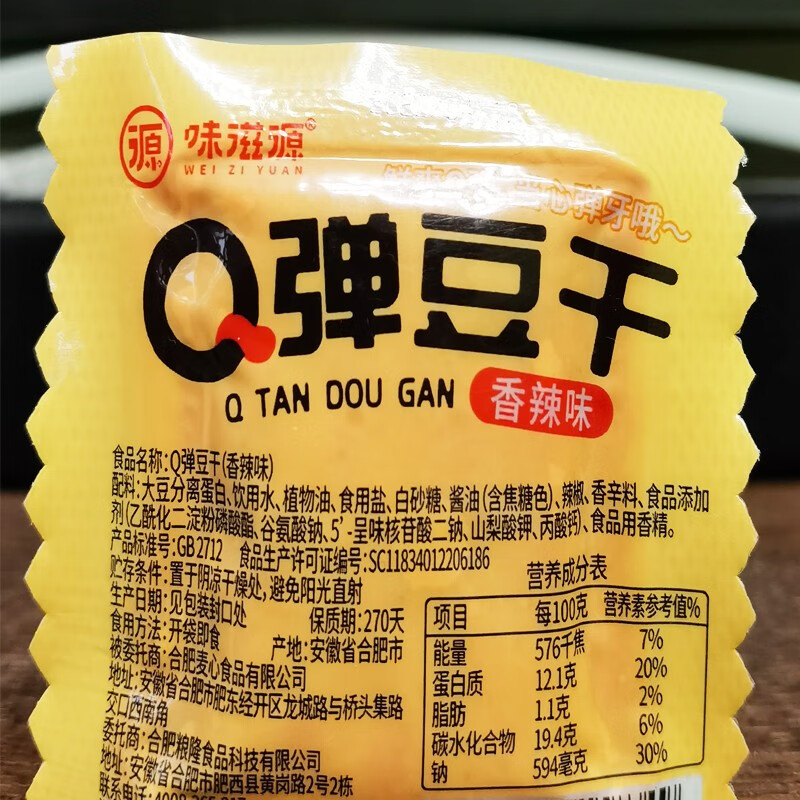 源 味滋源®
WEI ZI YUAN
心弹牙哦~
Q弹豆干
Q TAN DOU GAN 香辣味
食品名称:Q弹豆干(香辣味)
配料:大豆分离蛋白、饮用水、植物油、食用盐、白砂糖、酱油(含焦糖色)、辣椒、香辛料、食品添加
剂(乙酰化二淀粉磷酸酯、谷氨酸钠、5'-呈味核苷酸二钠、山梨酸钾、丙酸钙)、食品用香精。
产品标准号:GB 2712 食品生产许可证编号:SC11834012206186
贮存条件:置于阴凉干燥处,避免阳光直射
生产日期:见包装封口处 保质期:270天
食用方法:开袋即食 产地:安徽省合肥市
被委托商:合肥麦心食品有限公司
地址:安徽省合肥市肥东经开区龙城路与桥头集路
交口西南角
委托商:合肥粮隆食品科技有限公司
地址:安徽省合肥市肥西县黄岗路2号2栋
联系电话:4008
营养成分表
项目 每100克 营养素参考值%
能量 576千焦 7%
蛋白质 12.1克 20%
脂肪 1.1克 2%
碳水化合物 19.4克 6%
钠 594毫克 30%